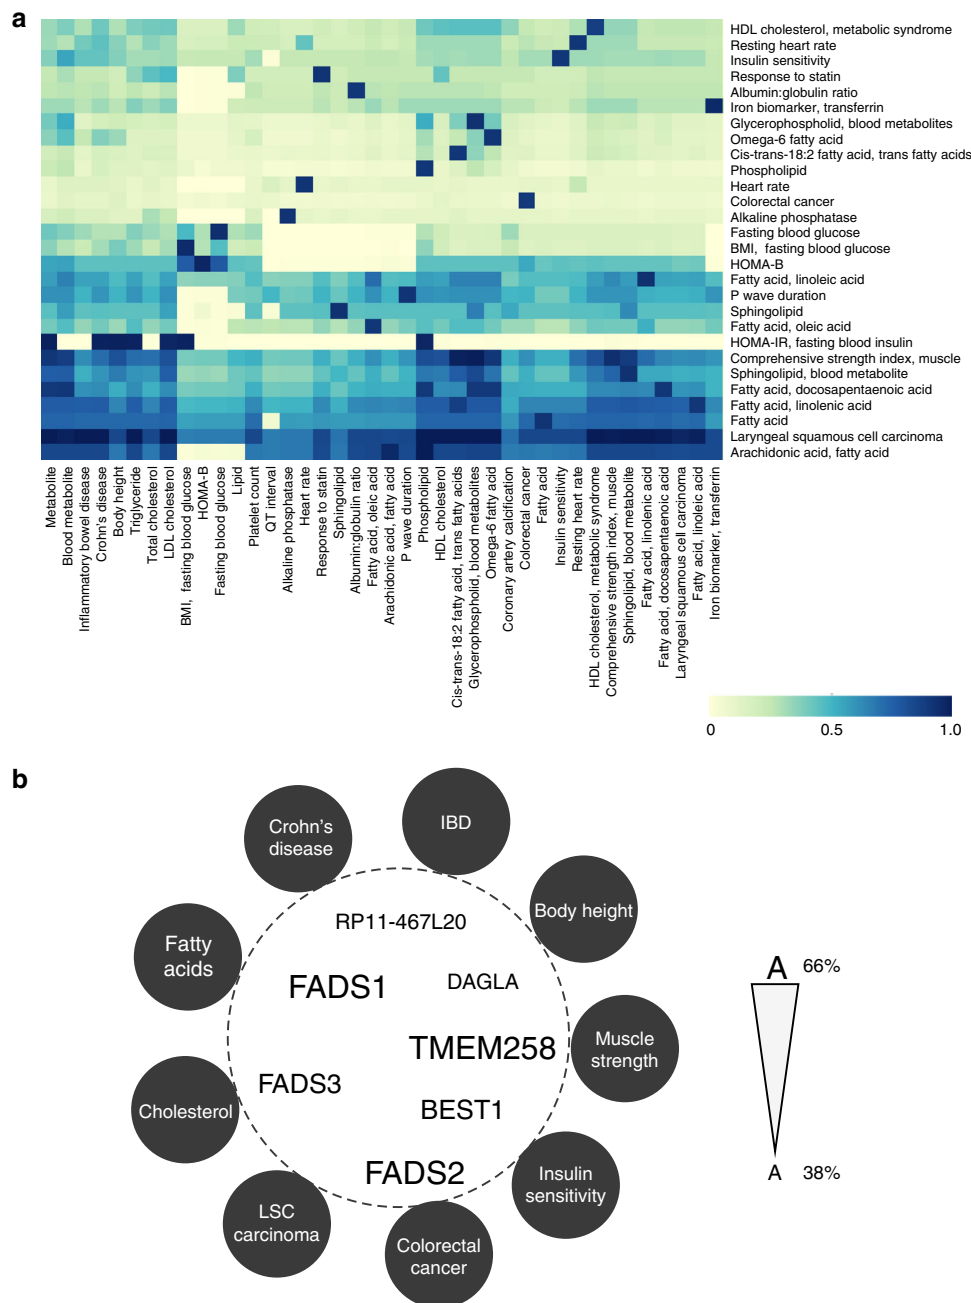 a
HDL cholesterol, metabolic syndrome
Resting heart rate
Insulin sensitivity
Response to statin
Albumin:globulin ratio
Iron biomarker, transferrin
Glycerophospholid, blood metabolites
Omega-6 fatty acid
Cis-trans-18:2 fatty acid, trans fatty acids
Phospholipid
Heart rate
Colorectal cancer
Alkaline phosphatase
Fasting blood glucose
BMI, fasting blood glucose
HOMA-B
Fatty acid, linoleic acid
P wave duration
Sphingolipid
Fatty acid, oleic acid
HOMA-IR, fasting blood insulin
Comprehensive strength index, muscle
Sphingolipid, blood metabolite
Fatty acid, docosapentaenoic acid
Fatty acid, linolenic acid
Fatty acid
Laryngeal squamous cell carcinoma
Arachidonic acid, fatty acid
Metabolite
Blood metabolite
Inflammatory bowel disease
Crohn's disease
Body height
Triglyceride
Total cholesterol
LDL cholesterol
BMI, fasting blood glucose
HOMA-B
Fasting blood glucose
Lipid
Platelet count
QT interval
Alkaline phosphatase
Heart rate
Response to statin
Sphingolipid
Albumin:globulin ratio
Fatty acid, oleic acid
Arachidonic acid, fatty acid
P wave duration
Phospholipid
HDL cholesterol
Cis-trans-18:2 fatty acid, trans fatty acids
Glycerophospholid, blood metabolites
Omega-6 fatty acid
Coronary artery calcification
Colorectal cancer
Fatty acid
Insulin sensitivity
Resting heart rate
HDL cholesterol, metabolic syndrome
Comprehensive strength index, muscle
Sphingolipid, blood metabolite
Fatty acid, linolenic acid
Fatty acid, docosapentaenoic acid
Laryngeal squamous cell carcinoma
Fatty acid, linoleic acid
Iron biomarker, transferrin
0 0.5 1.0
b
Crohn's
disease
IBD
Body height
Fatty
acids
RP11-467L20
FADS1
DAGLA
A 66%
TMEM258
Muscle
strength
FADS3
BEST1
Cholesterol
FADS2
Insulin
sensitivity
A 38%
LSC
carcinoma
Colorectal
cancer